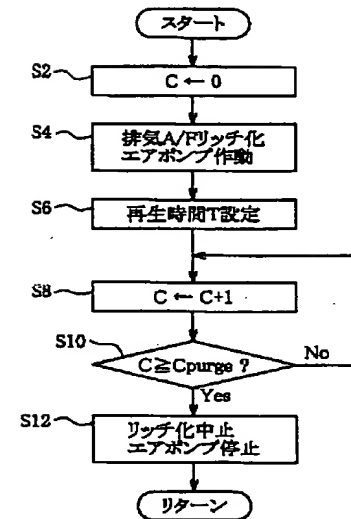 スタート
S2
C ← 0
S4
排気A/Fリッチ化
エアポンプ作動
S6
再生時間T設定
S8
C ← C+1
S10
C≧Cpurge ?
No
Yes
S12
リッチ化中止
エアポンプ停止
リターン